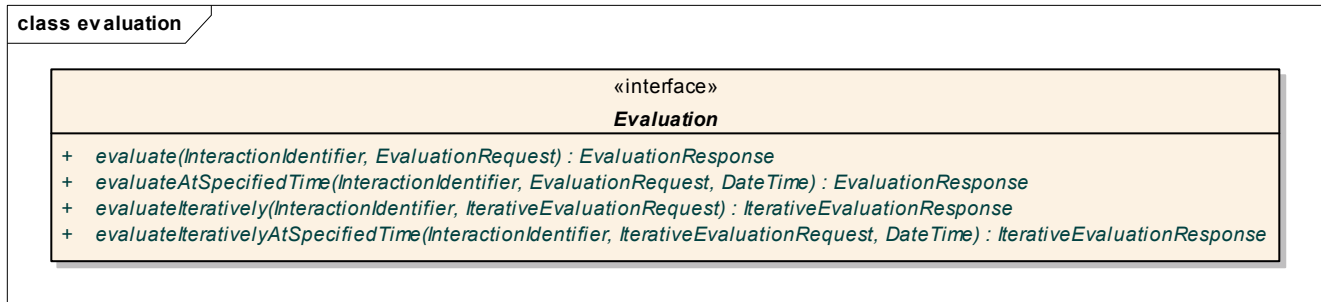 class evaluation
«interface»
Evaluation
+ evaluate(InteractionIdentifier, EvaluationRequest) : EvaluationResponse
+ evaluateAtSpecifiedTime(InteractionIdentifier, EvaluationRequest, DateTime) : EvaluationResponse
+ evaluateIteratively(InteractionIdentifier, IterativeEvaluationRequest) : IterativeEvaluationResponse
+ evaluateIterativelyAtSpecifiedTime(InteractionIdentifier, IterativeEvaluationRequest, DateTime) : IterativeEvaluationResponse